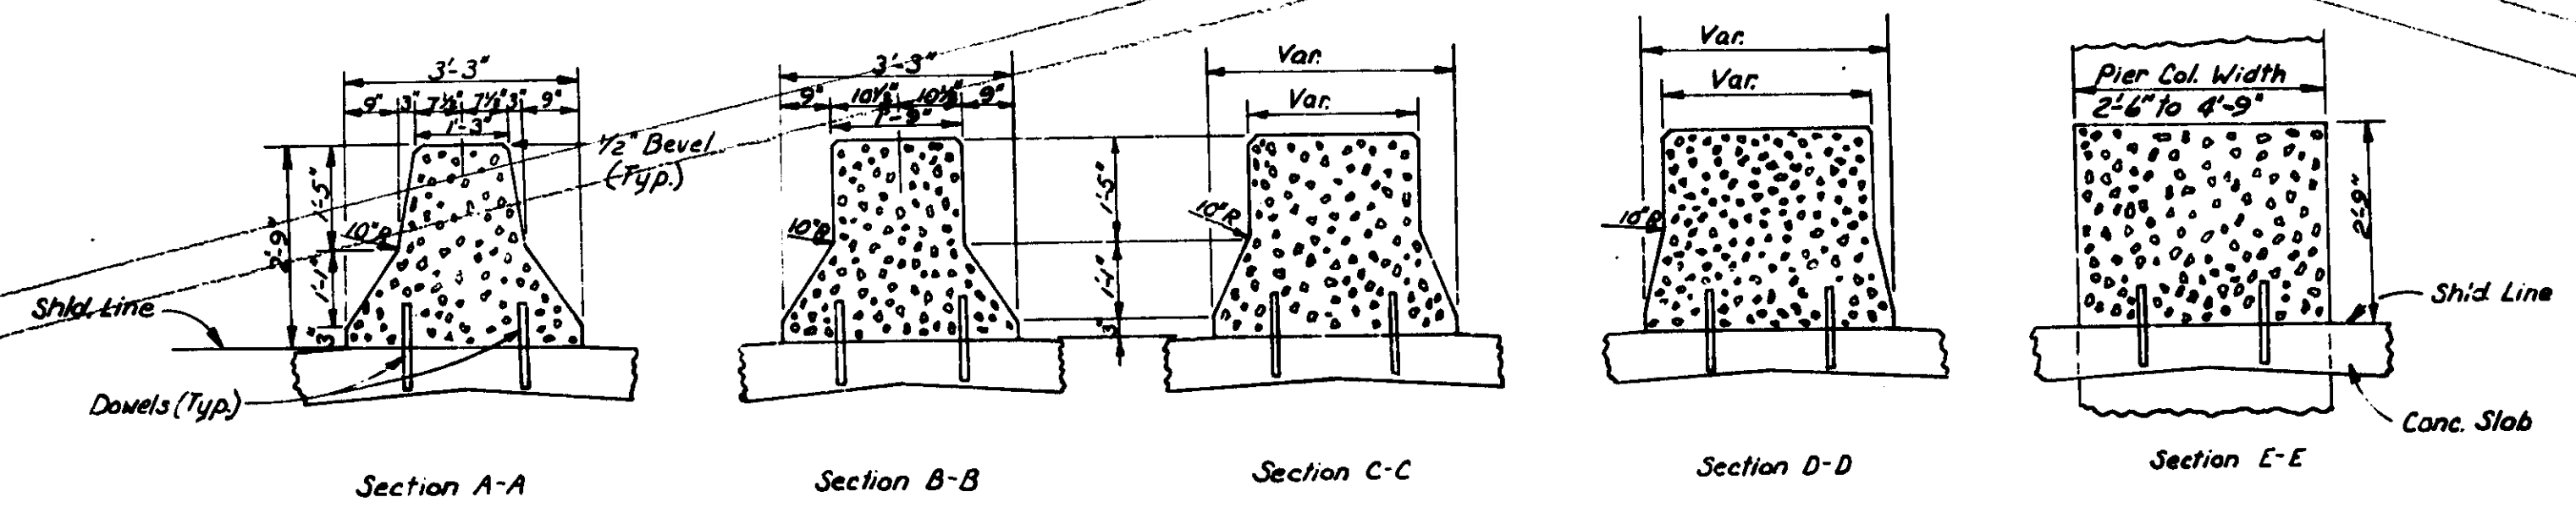 3'-3"
9" 3" 7½" 7½" 3" 9"
1'-3"
½" Bevel
(Typ.)
2'-9"
1'-5"
10"R
1'-1"
3"
Shld. Line
Dowels (Typ.)
Section A-A
3'-3"
9" 10½" 10½" 9"
1'-9"
10"R
Section B-B
Var.
Var.
1'-5"
10"R
1'-1"
3"
Section C-C
Var.
Var.
10"R
Section D-D
Pier Col. Width
2'-6" to 4'-9"
2'-9"
Shld. Line
Conc. Slab
Section E-E